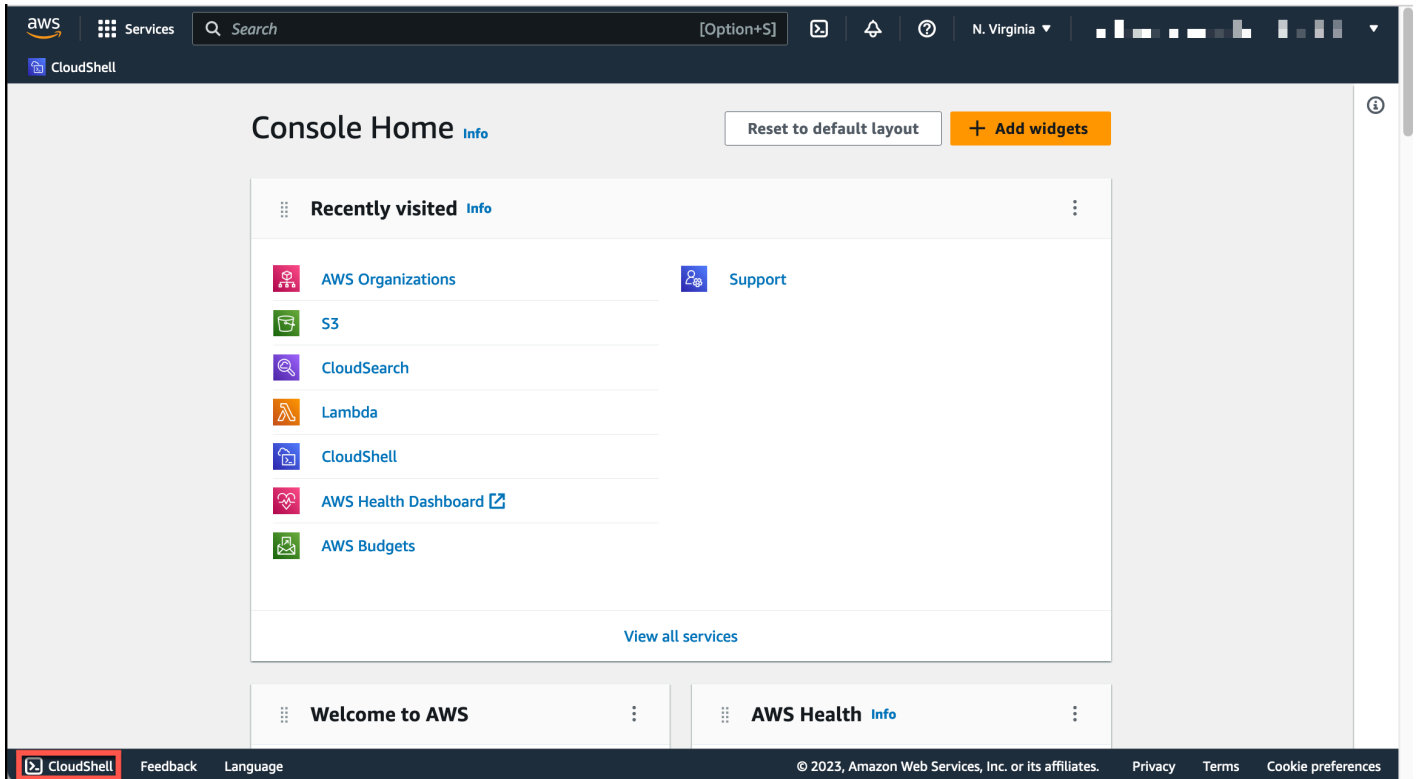 aws Services Search [Option+S] N. Virginia
CloudShell
Console Home Info Reset to default layout + Add widgets
Recently visited Info
AWS Organizations Support
S3
CloudSearch
Lambda
CloudShell
AWS Health Dashboard
AWS Budgets
View all services
Welcome to AWS AWS Health Info
CloudShell Feedback Language © 2023, Amazon Web Services, Inc. or its affiliates. Privacy Terms Cookie preferences